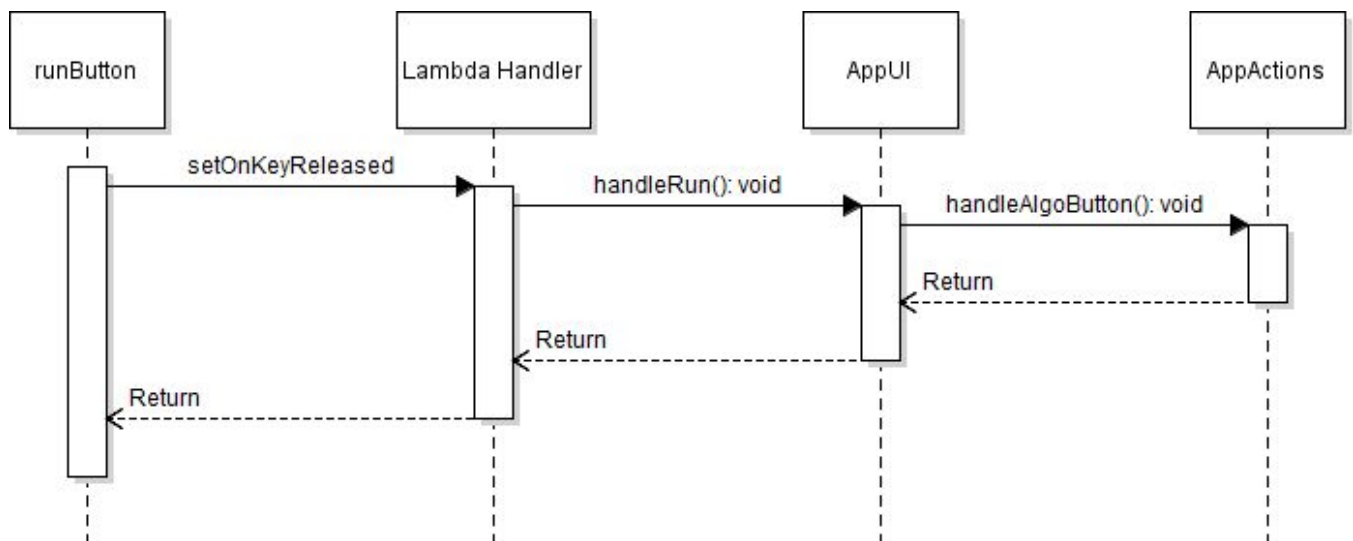 runButton
Lambda Handler
AppUI
AppActions
setOnKeyReleased
handleRun(): void
handleAlgoButton(): void
Return
Return
Return